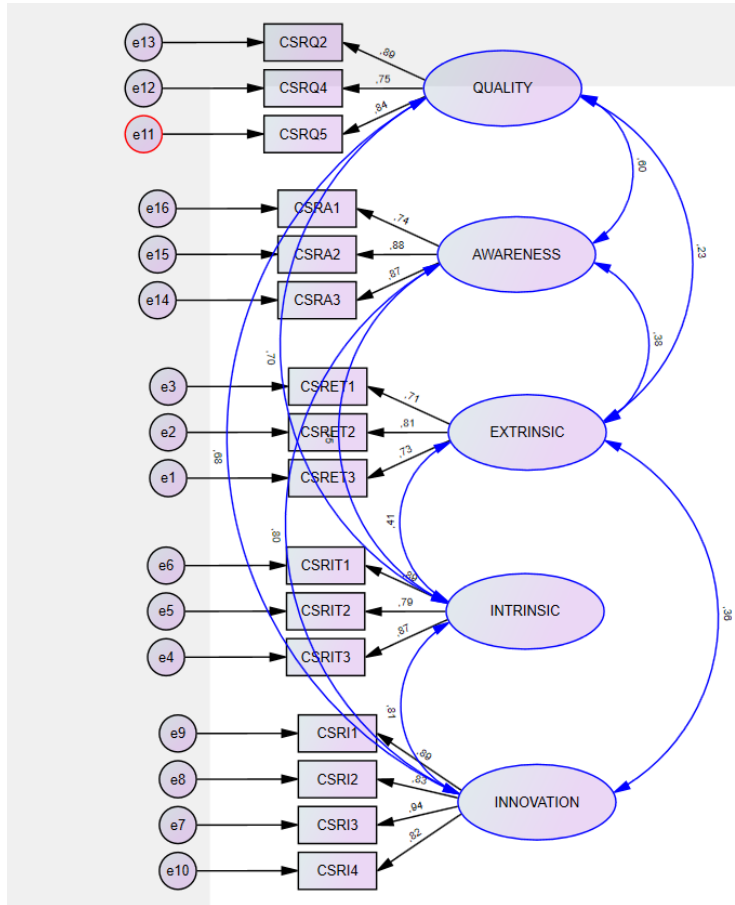 e13
CSRQ2
.89
e12
CSRQ4
.75
QUALITY
e11
CSRQ5
.84
.60
e16
CSRA1
.74
e15
CSRA2
.88
AWARENESS
.23
e14
CSRA3
.87
.38
.70
e3
CSRET1
.71
e2
CSRET2
.81
EXTRINSIC
.68
e1
CSRET3
.73
.41
.80
e6
CSRIT1
.89
e5
CSRIT2
.79
INTRINSIC
.36
e4
CSRIT3
.87
.81
e9
CSRI1
.89
e8
CSRI2
.83
INNOVATION
e7
CSRI3
.94
e10
CSRI4
.82